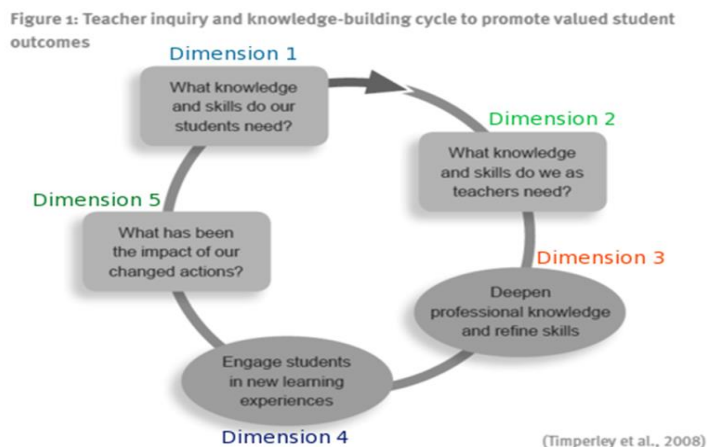 Figure 1: Teacher inquiry and knowledge-building cycle to promote valued student
outcomes
Dimension 1
What knowledge
and skills do our
students need?
Dimension 2
What knowledge
and skills do we as
teachers need?
Dimension 3
Deepen
professional knowledge
and refine skills
Engage students
in new learning
experiences
Dimension 4
Dimension 5
What has been
the impact of our
changed actions?
(Timperley et al., 2008)